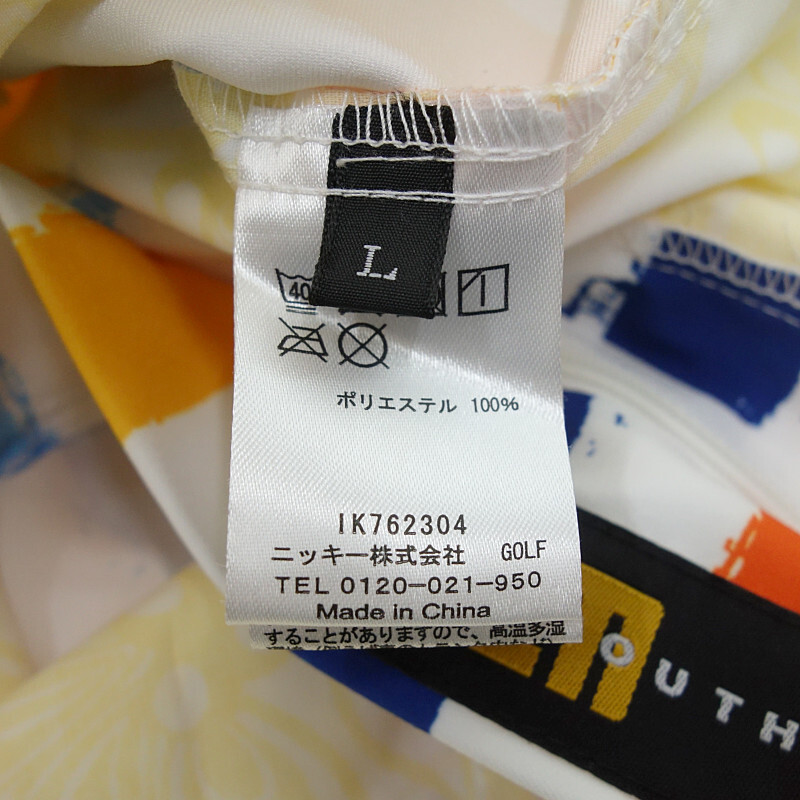 L
40
ポリエステル 100%
IK762304
ニッキー株式会社 GOLF
TEL 0120-021-950
Made in China
することがありますので、高温多湿
OUTH